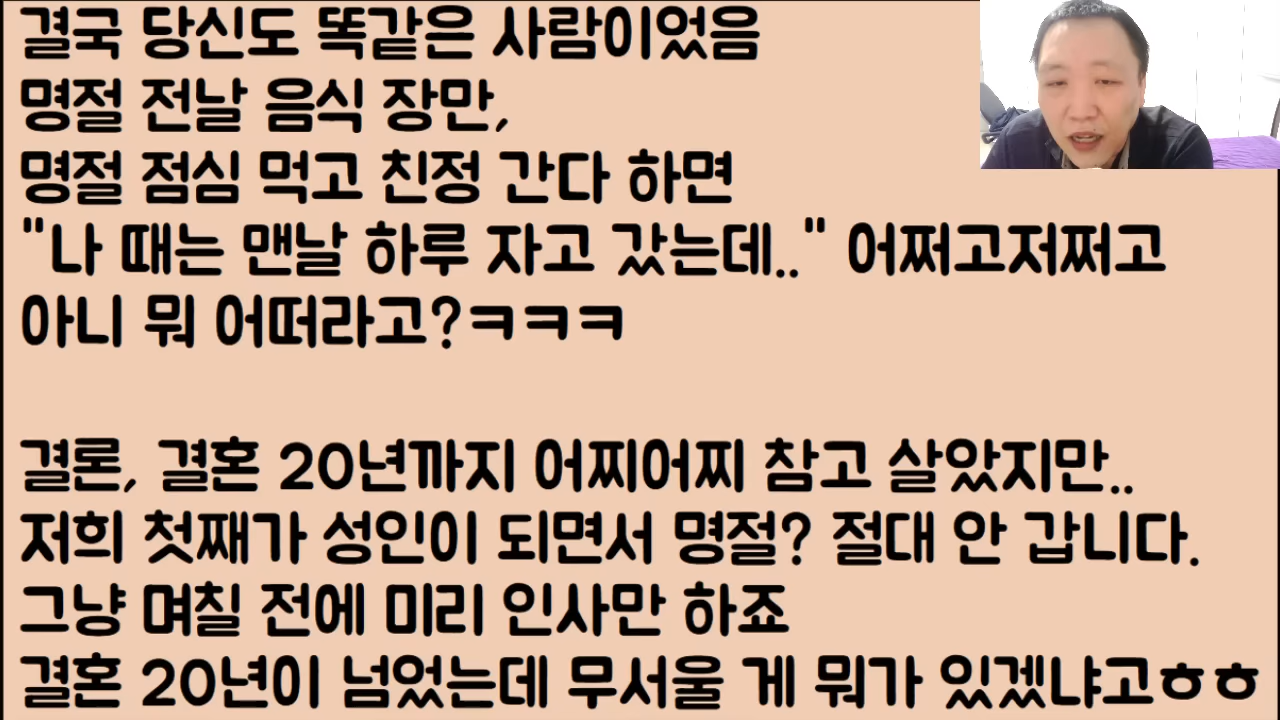 결국 당신도 똑같은 사람이었음
명절 전날 음식 장만,
명절 점심 먹고 친정 간다 하면
"나 때는 맨날 하루 자고 갔는데.." 어쩌고저쩌고
아니 뭐 어떠라고?ㅋㅋㅋ
결론, 결혼 20년까지 어찌어찌 참고 살았지만..
저희 첫째가 성인이 되면서 명절? 절대 안 갑니다.
그냥 며칠 전에 미리 인사만 하죠
결혼 20년이 넘었는데 무서울 게 뭐가 있겠냐고ㅎㅎ